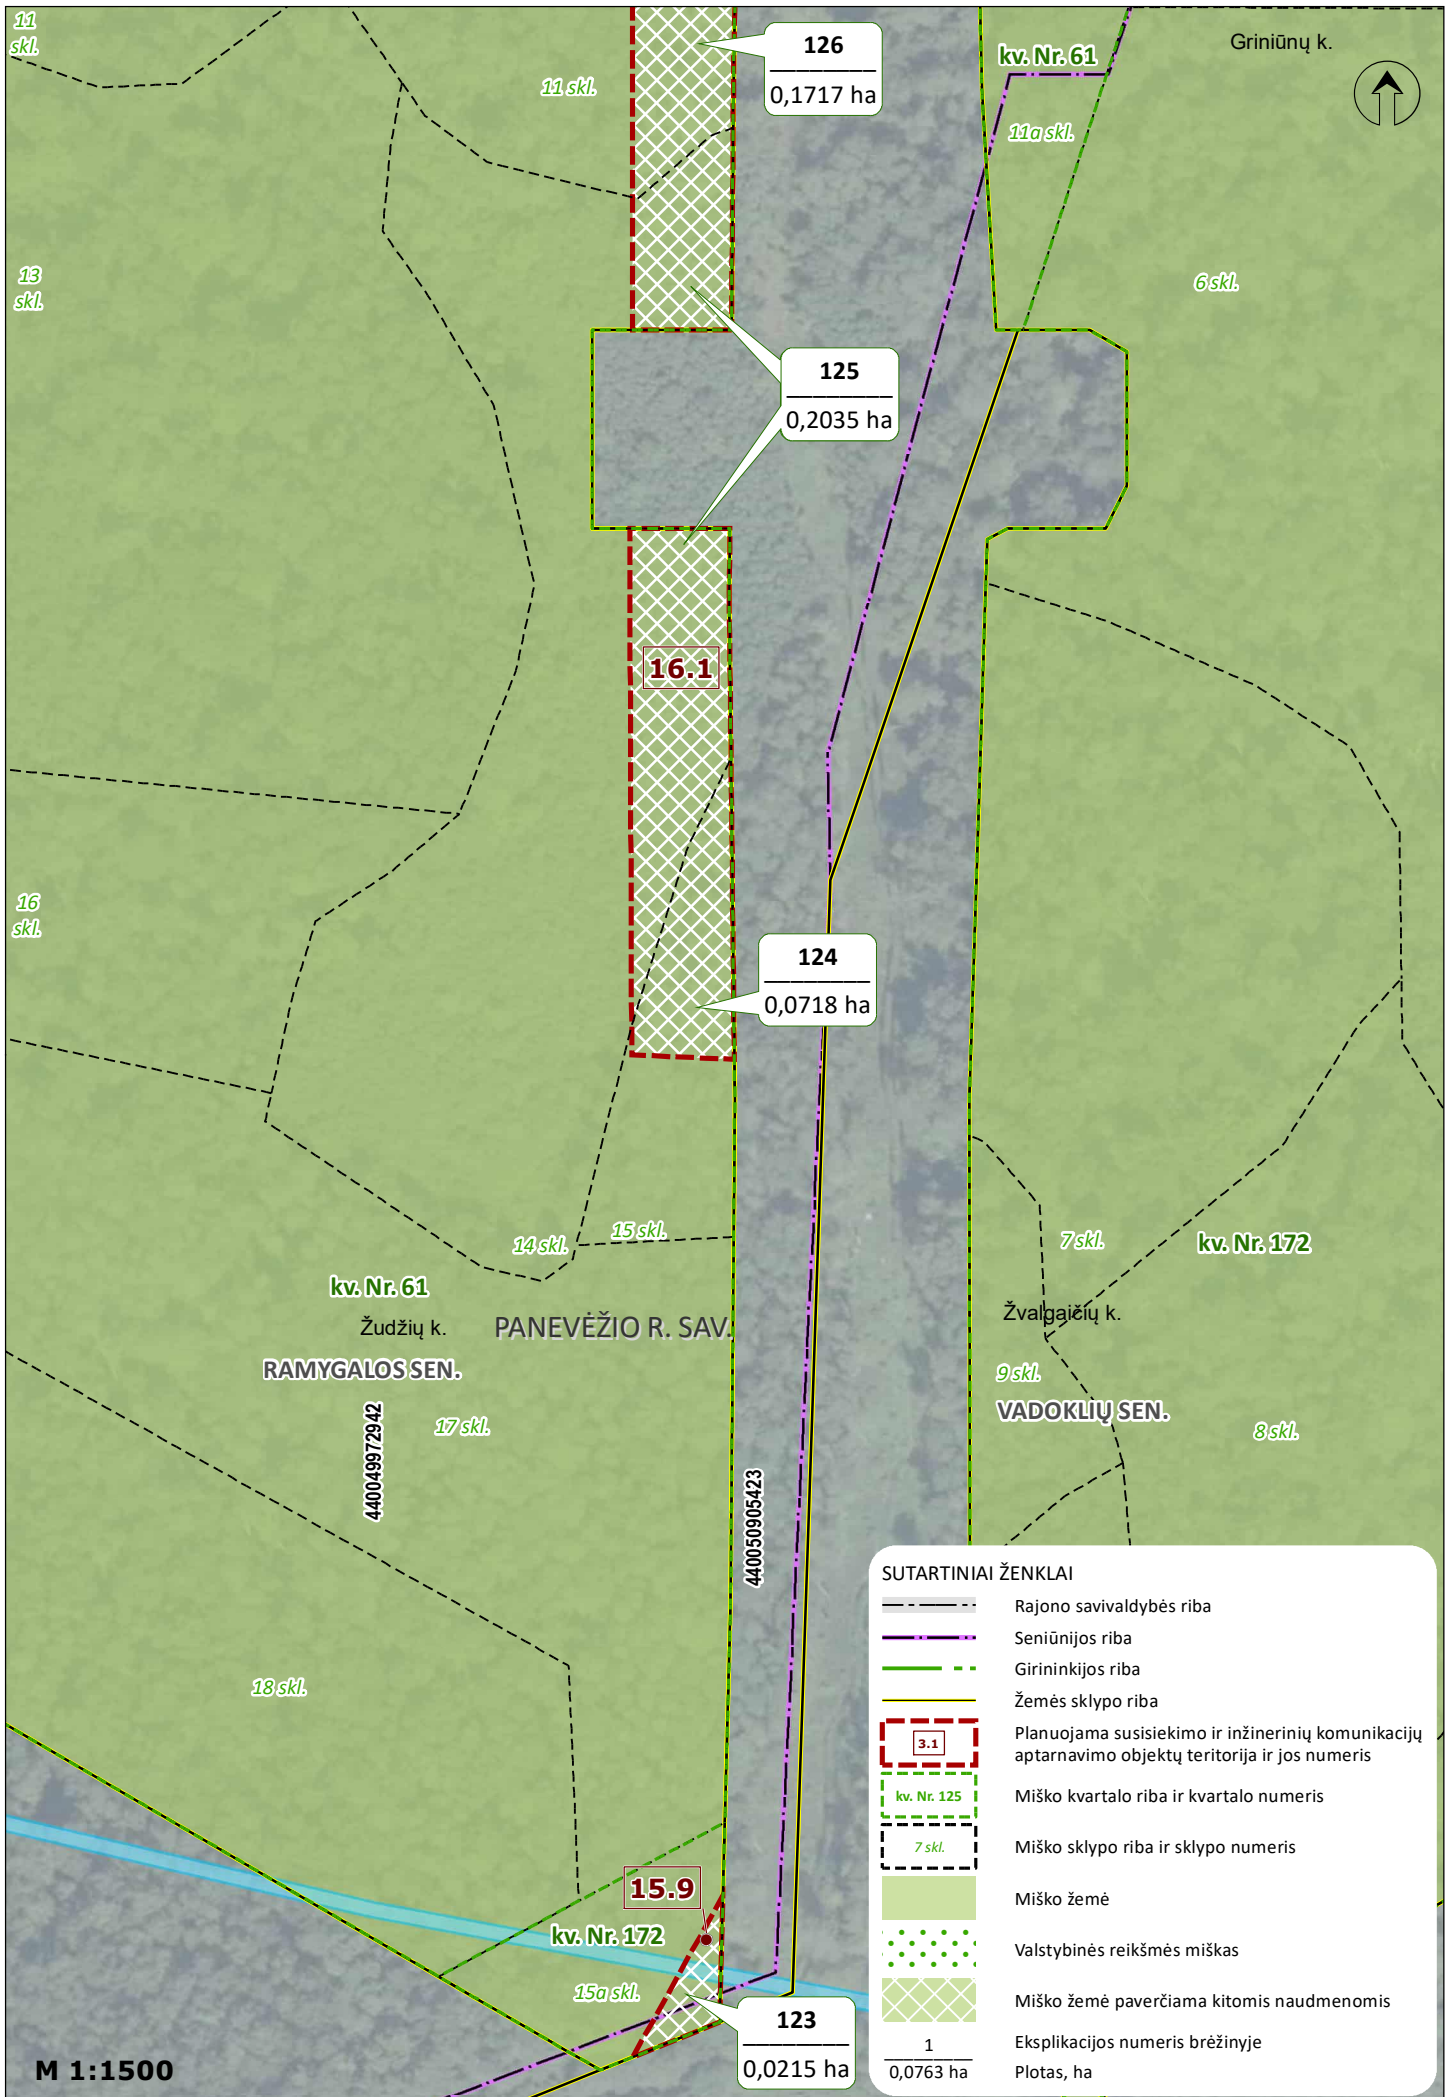 11
skl.
11 skl.
126
0,1717 ha
kv. Nr. 61
Griniūnų k.
11a skl.
13
skl.
6 skl.
125
0,2035 ha
16.1
16
skl.
124
0,0718 ha
14 skl.
15 skl.
7 skl.
kv. Nr. 172
kv. Nr. 61
Žudžių k.
PANEVĖŽIO R. SAV.
Žvalgaičių k.
RAMYGALOS SEN.
9 skl.
VADOKLIŲ SEN.
17 skl.
8 skl.
440049972942
440050905423
18 skl.
15.9
kv. Nr. 172
15a skl.
123
0,0215 ha
M 1:1500
SUTARTINIAI ŽENKLAI
Rajono savivaldybės riba
Seniūnijos riba
Girininkijos riba
Žemės sklypo riba
3.1
Planuojama susisiekimo ir inžinerinių komunikacijų
aptarnavimo objektų teritorija ir jos numeris
kv. Nr. 125
Miško kvartalo riba ir kvartalo numeris
7 skl.
Miško sklypo riba ir sklypo numeris
Miško žemė
Valstybinės reikšmės miškas
Miško žemė paverčiama kitomis naudmenomis
1
Eksplikacijos numeris brėžinyje
0,0763 ha
Plotas, ha